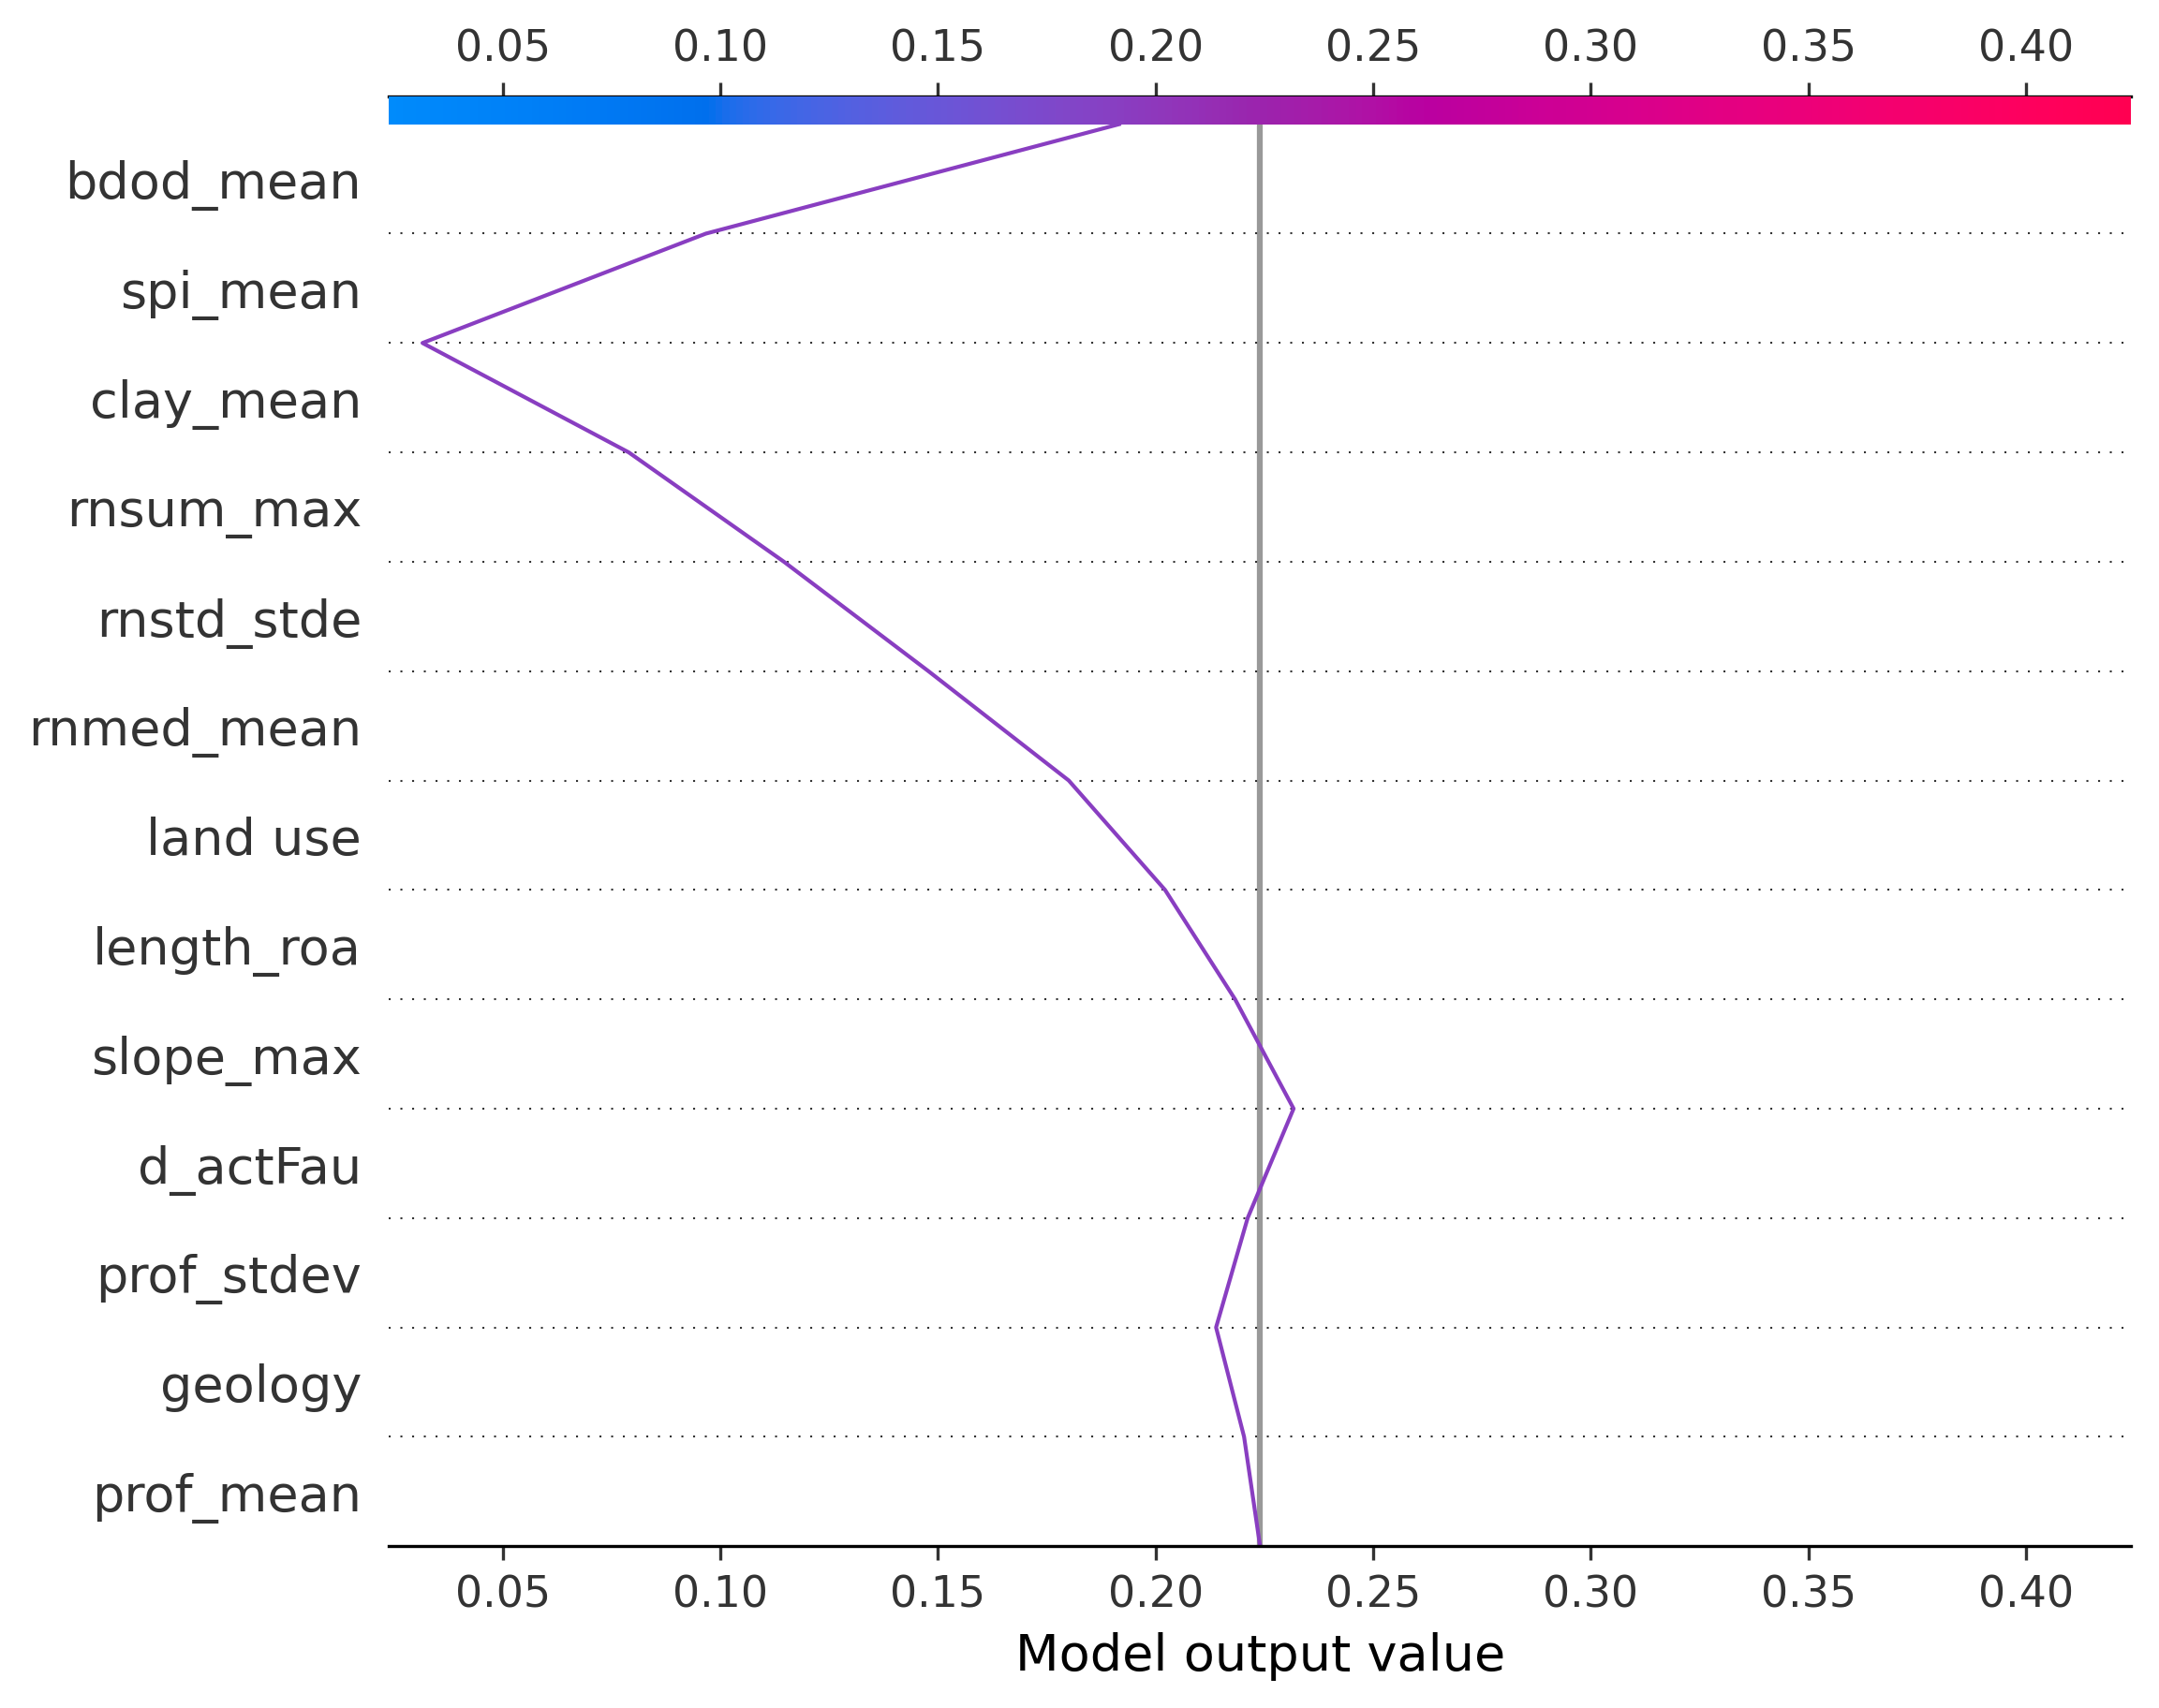 0.05 0.10 0.15 0.20 0.25 0.30 0.35 0.40
bdod_mean
spi_mean
clay_mean
rnsum_max
rnstd_stde
rnmed_mean
land use
length_roa
slope_max
d_actFau
prof_stdev
geology
prof_mean
0.05 0.10 0.15 0.20 0.25 0.30 0.35 0.40
Model output value